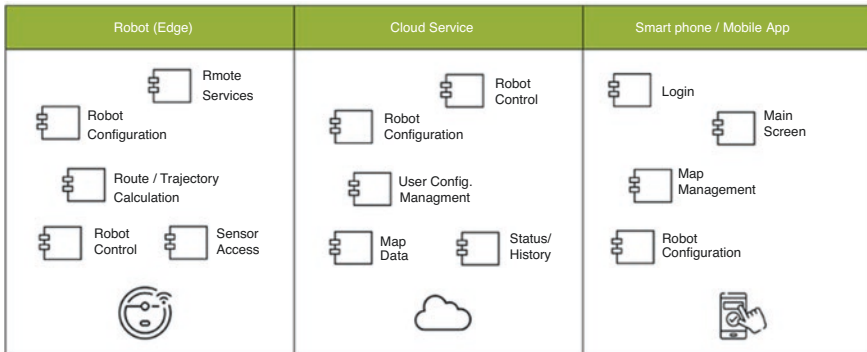 Robot (Edge)
Cloud Service
Smart phone / Mobile App
Rmote
Services
Robot
Configuration
Route / Trajectory
Calculation
Robot
Control
Sensor
Access
Robot
Control
Robot
Configuration
User Config.
Managment
Map
Data
Status/
History
Login
Main
Screen
Map
Management
Robot
Configuration